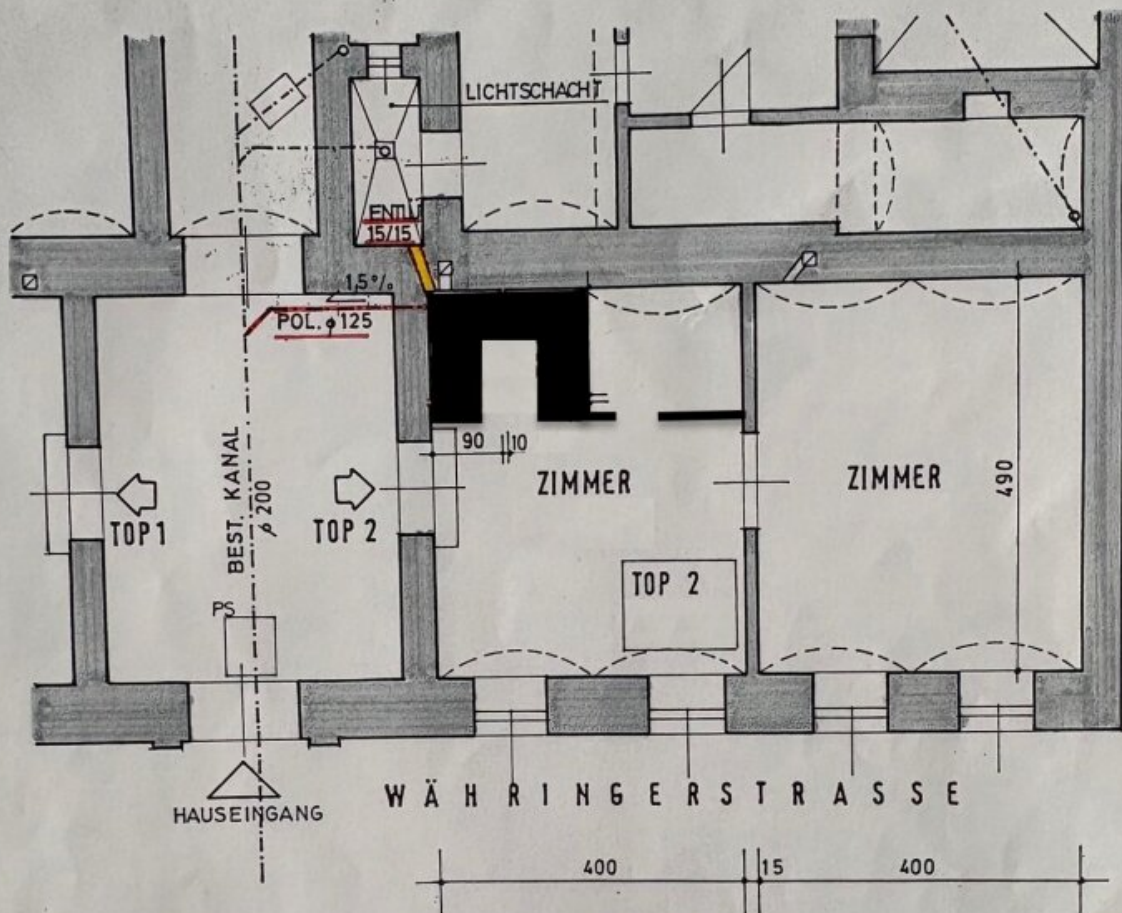 LICHTSCHACHT
ENTL.
15/15
1,5%
POL. ϕ 125
90
10
ZIMMER
ZIMMER
490
BEST. KANAL
ϕ 200
TOP 1
TOP 2
TOP 2
PS
HAUSEINGANG
WÄHRINGERSTRASSE
400
15
400